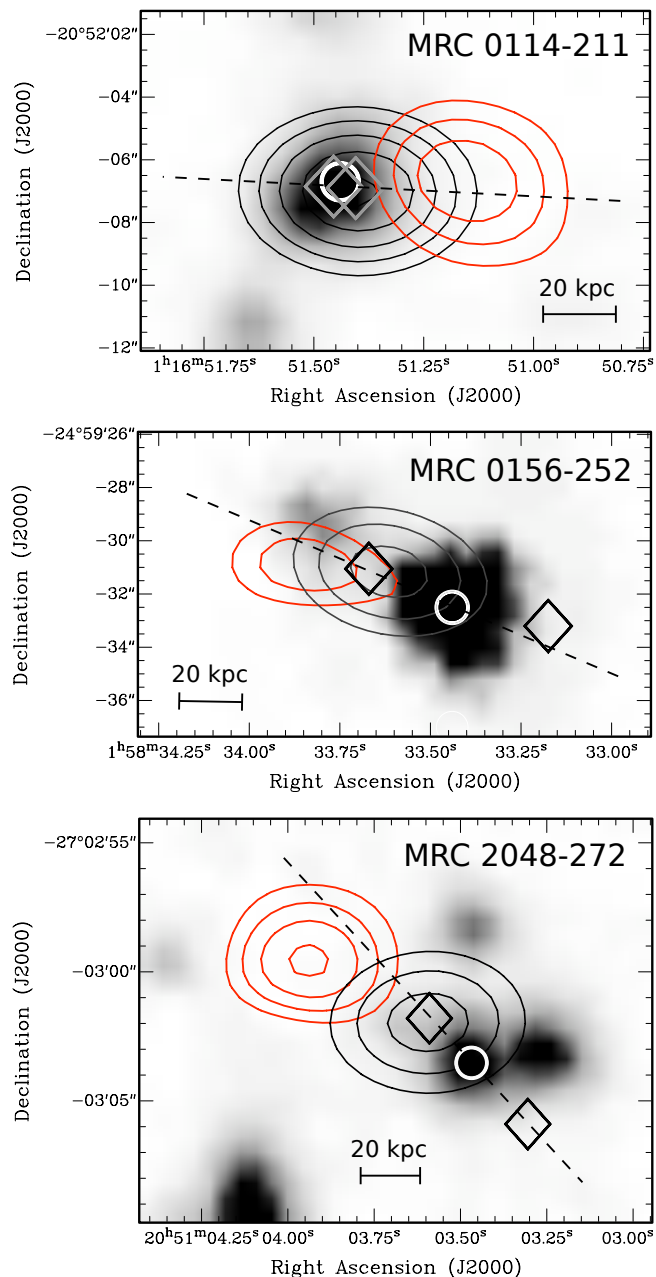 MRC 0114-211
−20°52′02″
−04″
−06″
−08″
−10″
−12″
Declination (J2000)
20 kpc
1ʰ16ᵐ51.75ˢ 51.50ˢ 51.25ˢ 51.00ˢ 50.75ˢ
Right Ascension (J2000)
MRC 0156-252
−24°59′26″
−28″
−30″
−32″
−34″
−36″
Declination (J2000)
20 kpc
1ʰ58ᵐ34.25ˢ 34.00ˢ 33.75ˢ 33.50ˢ 33.25ˢ 33.00ˢ
Right Ascension (J2000)
MRC 2048-272
−27°02′55″
−03′00″
−03′05″
Declination (J2000)
20 kpc
20ʰ51ᵐ04.25ˢ 04.00ˢ 03.75ˢ 03.50ˢ 03.25ˢ 03.00ˢ
Right Ascension (J2000)